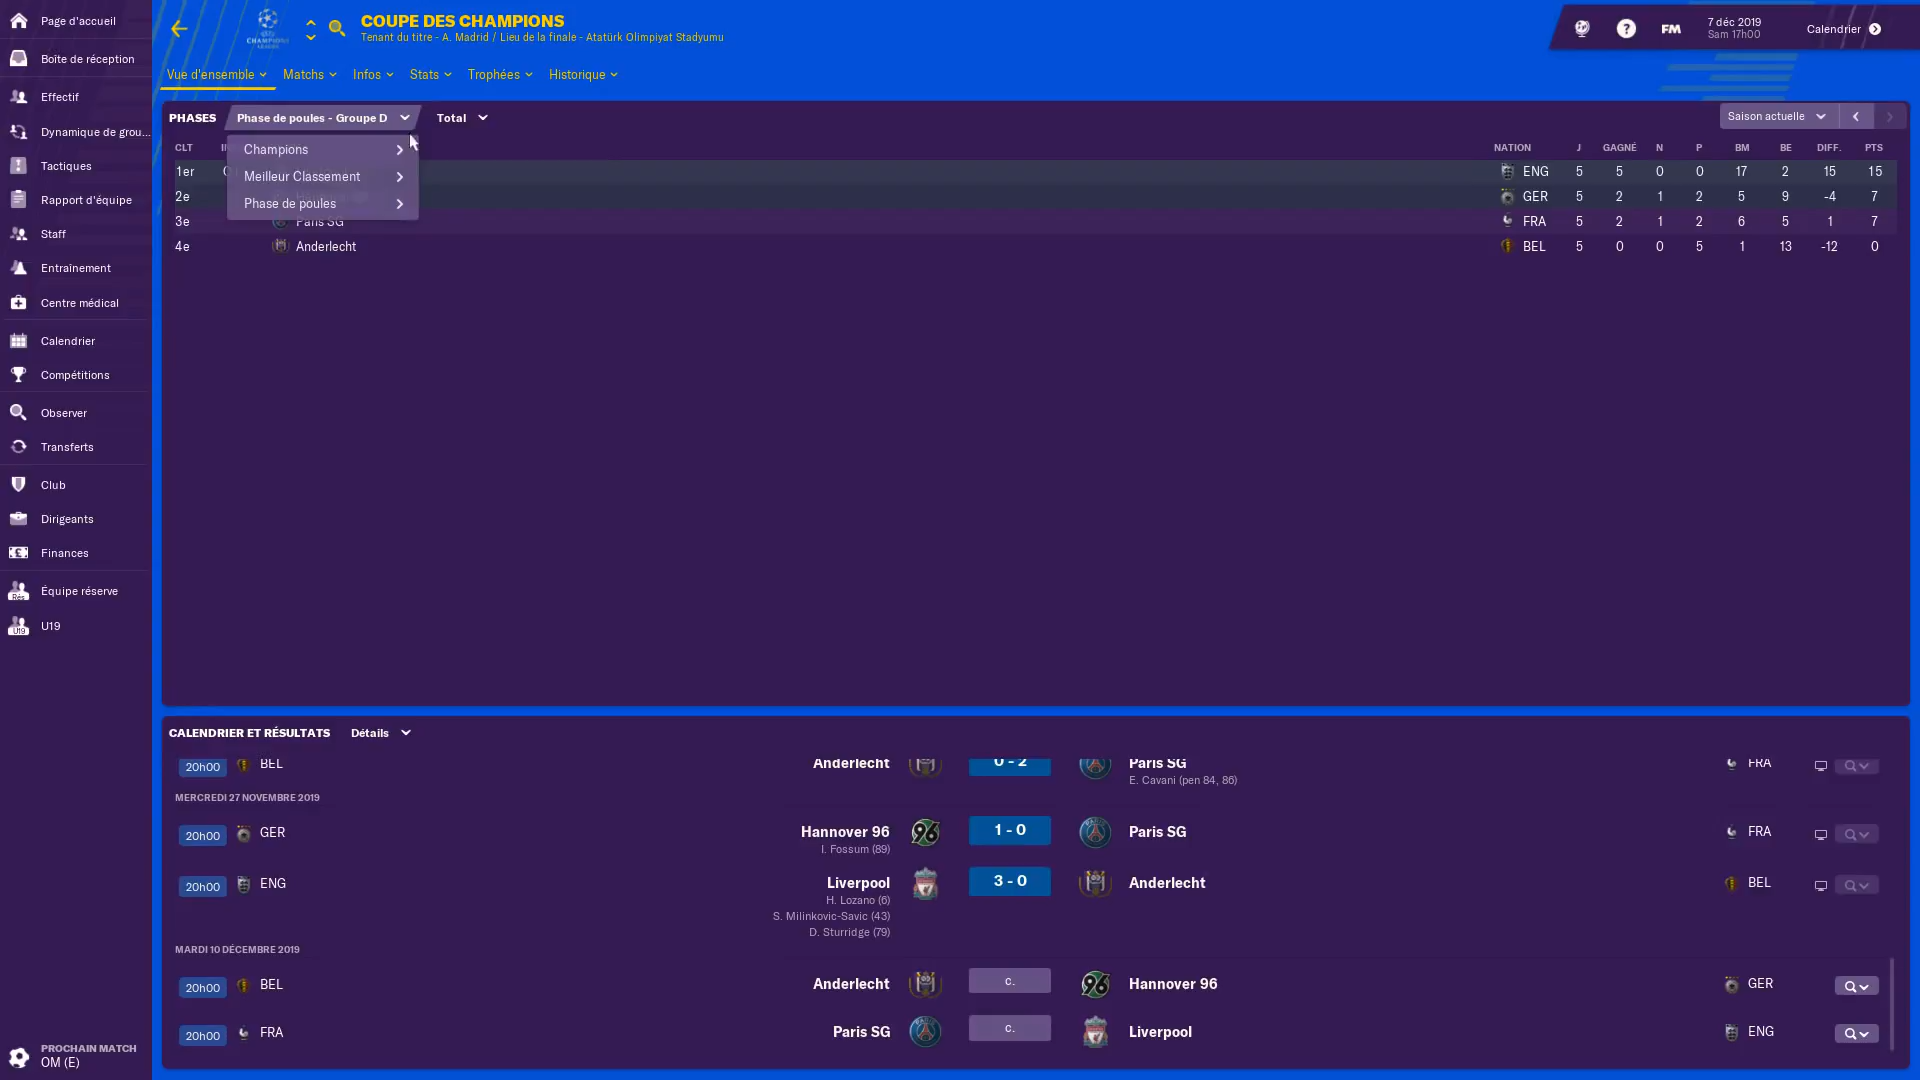 Page d'accueil
Boîte de réception
Effectif
Dynamique de grou...
Tactiques
Rapport d'équipe
Staff
Entraînement
Centre médical
Calendrier
Compétitions
Observer
Transferts
Club
Dirigeants
Finances
Équipe réserve
U19
PROCHAIN MATCH
OM (E)
COUPE DES CHAMPIONS
Tenant du titre - A. Madrid / Lieu de la finale - Atatürk Olimpiyat Stadyumu
FM
7 déc 2019
Sam 17h00
Calendrier
Vue d'ensemble Matchs Infos Stats Trophées Historique
PHASES Phase de poules - Groupe D Total Saison actuelle
Champions
Meilleur Classement
Phase de poules
CLT NATION J GAGNÉ N P BM BE DIFF. PTS
1er ENG 5 5 0 0 17 2 15 15
2e GER 5 2 1 2 5 9 -4 7
3e Paris SG FRA 5 2 1 2 6 5 1 7
4e Anderlecht BEL 5 0 0 5 1 13 -12 0
CALENDRIER ET RÉSULTATS Détails
20h00 BEL Anderlecht 0 - 2 Paris SG FRA
E. Cavani (pen 84, 86)
MERCREDI 27 NOVEMBRE 2019
20h00 GER Hannover 96 1 - 0 Paris SG FRA
I. Fossum (89)
20h00 ENG Liverpool 3 - 0 Anderlecht BEL
H. Lozano (6)
S. Milinkovic-Savic (43)
D. Sturridge (79)
MARDI 10 DÉCEMBRE 2019
20h00 BEL Anderlecht c. Hannover 96 GER
20h00 FRA Paris SG c. Liverpool ENG